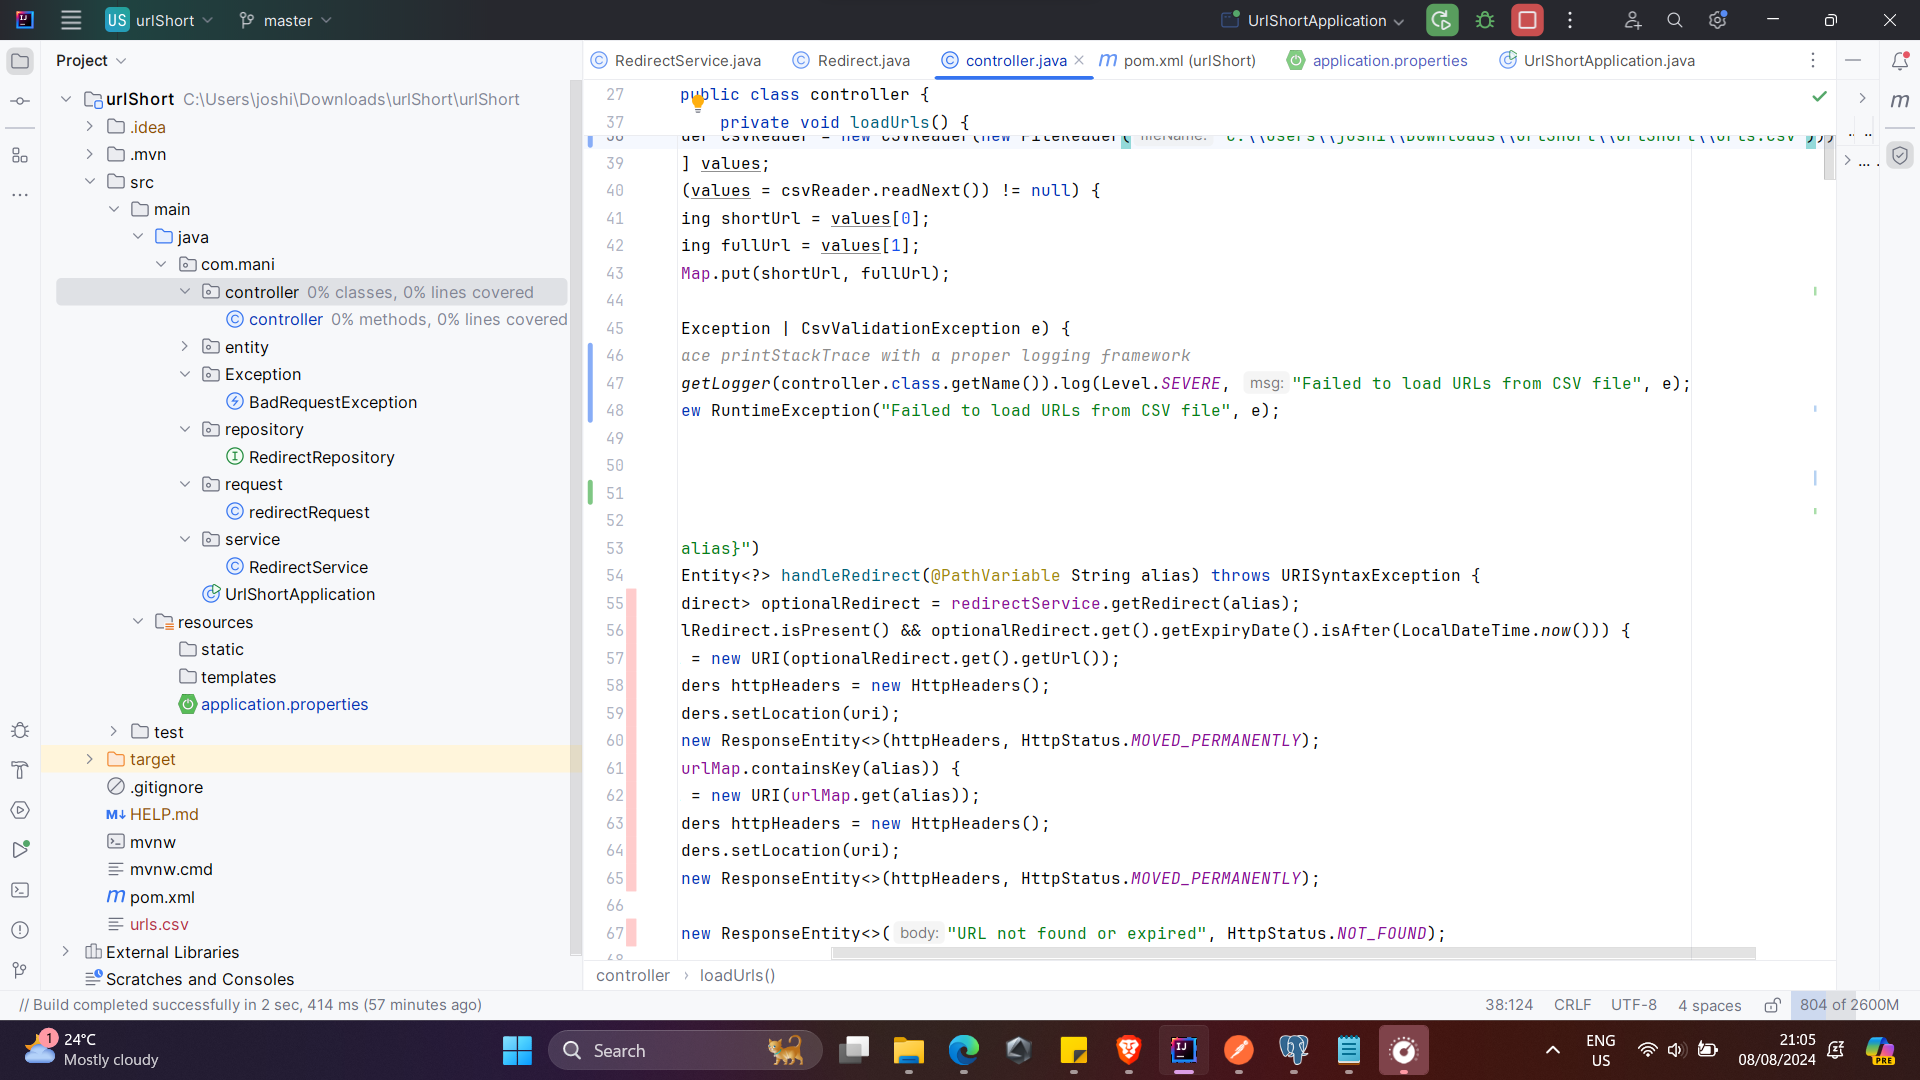 US urlShort master UrlShortApplication
Project
urlShort C:\Users\joshi\Downloads\urlShort\urlShort
.idea
.mvn
src
main
java
com.mani
controller 0% classes, 0% lines covered
controller 0% methods, 0% lines covered
entity
Exception
BadRequestException
repository
RedirectRepository
request
redirectRequest
service
RedirectService
UrlShortApplication
resources
static
templates
application.properties
test
target
.gitignore
HELP.md
mvnw
mvnw.cmd
pom.xml
urls.csv
External Libraries
Scratches and Consoles
RedirectService.java Redirect.java controller.java pom.xml (urlShort) application.properties UrlShortApplication.java
27 public class controller {
37 private void loadUrls() {
38 der csvReader = new CSVReader(new FileReader( fileName: "C:\\Users\\joshi\\Downloads\\urlShort\\urlShort\\urls.csv")))
39 ] values;
40 (values = csvReader.readNext()) != null) {
41 ing shortUrl = values[0];
42 ing fullUrl = values[1];
43 Map.put(shortUrl, fullUrl);
44
45 Exception | CsvValidationException e) {
46 ace printStackTrace with a proper logging framework
47 getLogger(controller.class.getName()).log(Level.SEVERE, msg: "Failed to load URLs from CSV file", e);
48 ew RuntimeException("Failed to load URLs from CSV file", e);
49
50
51
52
53 alias}")
54 Entity<?> handleRedirect(@PathVariable String alias) throws URISyntaxException {
55 direct> optionalRedirect = redirectService.getRedirect(alias);
56 lRedirect.isPresent() && optionalRedirect.get().getExpiryDate().isAfter(LocalDateTime.now())) {
57 = new URI(optionalRedirect.get().getUrl());
58 ders httpHeaders = new HttpHeaders();
59 ders.setLocation(uri);
60 new ResponseEntity<>(httpHeaders, HttpStatus.MOVED_PERMANENTLY);
61 urlMap.containsKey(alias)) {
62 = new URI(urlMap.get(alias));
63 ders httpHeaders = new HttpHeaders();
64 ders.setLocation(uri);
65 new ResponseEntity<>(httpHeaders, HttpStatus.MOVED_PERMANENTLY);
66
67 new ResponseEntity<>( body: "URL not found or expired", HttpStatus.NOT_FOUND);
68
controller › loadUrls()
// Build completed successfully in 2 sec, 414 ms (57 minutes ago) 38:124 CRLF UTF-8 4 spaces 804 of 2600M
1
24°C
Mostly cloudy
Search
ENG
US
21:05
08/08/2024
PRE